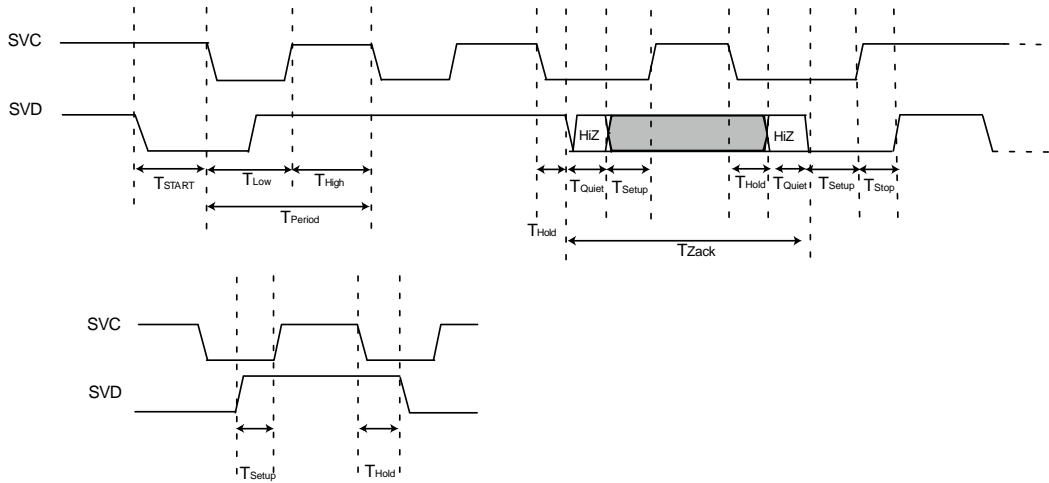 SVC
SVD
HiZ
HiZ
TSTART
TLow
THigh
TQuiet
TSetup
THold
TQuiet
TSetup
TStop
TPeriod
THold
TZack
SVC
SVD
TSetup
THold